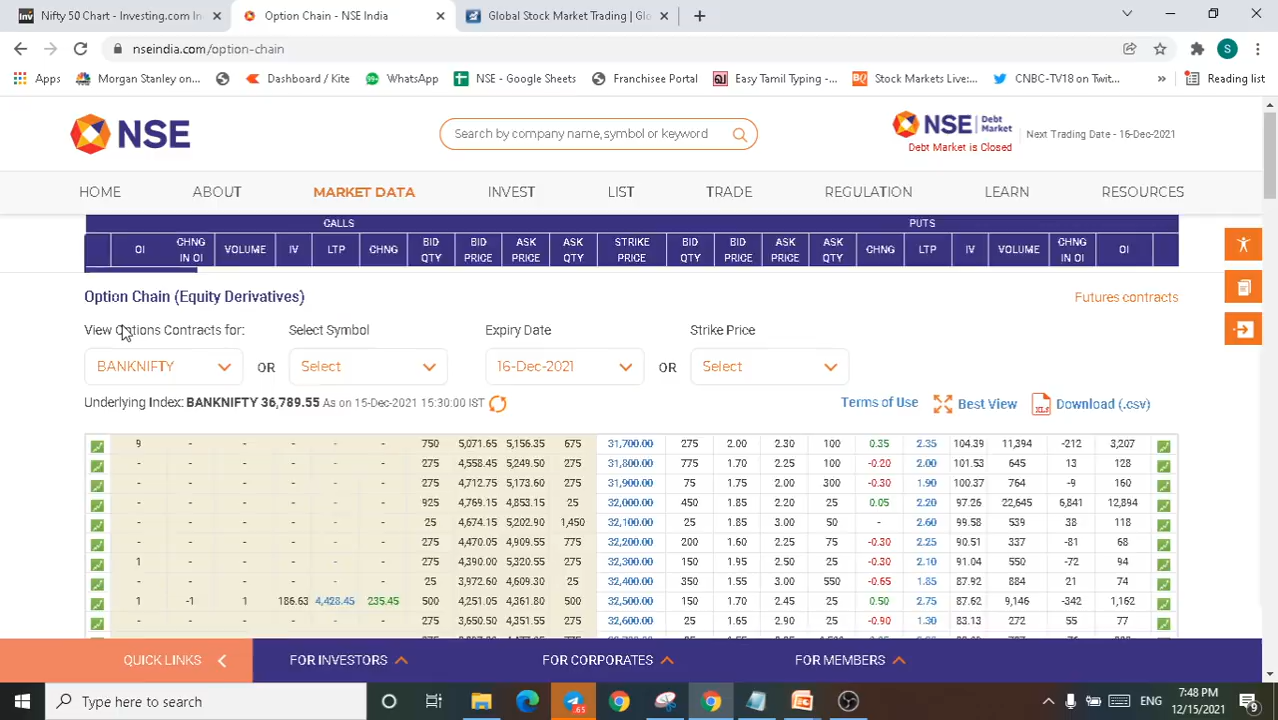 Nifty 50 Chart - Investing.com In
Option Chain - NSE India
Global Stock Market Trading | Glo
nseindia.com/option-chain
S
Apps
Morgan Stanley on...
Dashboard / Kite
99+
WhatsApp
NSE - Google Sheets
Franchisee Portal
Easy Tamil Typing -...
BQ
Stock Markets Live:...
CNBC-TV18 on Twit...
Reading list
NSE
Search by company name, symbol or keyword
NSE Debt Market
Debt Market is Closed
Next Trading Date - 16-Dec-2021
HOME ABOUT MARKET DATA INVEST LIST TRADE REGULATION LEARN RESOURCES
CALLS PUTS
OI CHNG IN OI VOLUME IV LTP CHNG BID QTY BID PRICE ASK PRICE ASK QTY STRIKE PRICE BID QTY BID PRICE ASK PRICE ASK QTY CHNG LTP IV VOLUME CHNG IN OI OI
Option Chain (Equity Derivatives)
Futures contracts
View Options Contracts for: Select Symbol Expiry Date Strike Price
BANKNIFTY OR Select 16-Dec-2021 OR Select
Underlying Index: BANKNIFTY 36,789.55 As on 15-Dec-2021 15:30:00 IST
Terms of Use Best View XLS Download (.csv)
9 - - - - - 750 5,071.65 5,156.35 675 31,700.00 275 2.00 2.30 100 0.35 2.35 104.39 11,394 -212 3,207
- - - - - - 275 4,558.45 5,249.50 275 31,800.00 775 1.70 2.25 100 -0.20 2.00 101.53 645 13 128
- - - - - - 275 4,712.75 5,173.60 275 31,900.00 75 1.75 2.00 300 -0.30 1.90 100.37 764 -9 160
- - - - - - 925 4,769.15 4,853.15 25 32,000.00 450 1.85 2.20 25 0.05 2.20 97.26 22,645 6,841 12,894
- - - - - - 25 4,674.15 5,202.90 1,450 32,100.00 25 1.85 3.00 50 - 2.60 99.58 539 38 118
- - - - - - 275 4,470.05 4,909.55 775 32,200.00 200 1.60 2.25 75 -0.30 2.25 90.51 337 -81 68
1 - - - - - 275 4,390.00 5,320.55 275 32,300.00 150 1.95 2.50 25 -0.30 2.10 91.04 550 -72 94
- - - - - - 25 3,972.60 4,609.30 25 32,400.00 350 1.55 3.00 550 -0.65 1.85 87.92 884 21 74
1 -1 1 186.63 4,428.45 235.45 500 4,251.05 4,361.80 500 32,500.00 150 1.70 2.45 25 0.50 2.75 87.62 9,146 -342 1,162
- - - - - - 25 3,650.50 4,351.55 275 32,600.00 25 1.65 2.90 25 -0.90 1.30 83.13 272 55 77
QUICK LINKS FOR INVESTORS FOR CORPORATES FOR MEMBERS
Type here to search
.65
ENG
7:48 PM
12/15/2021
9